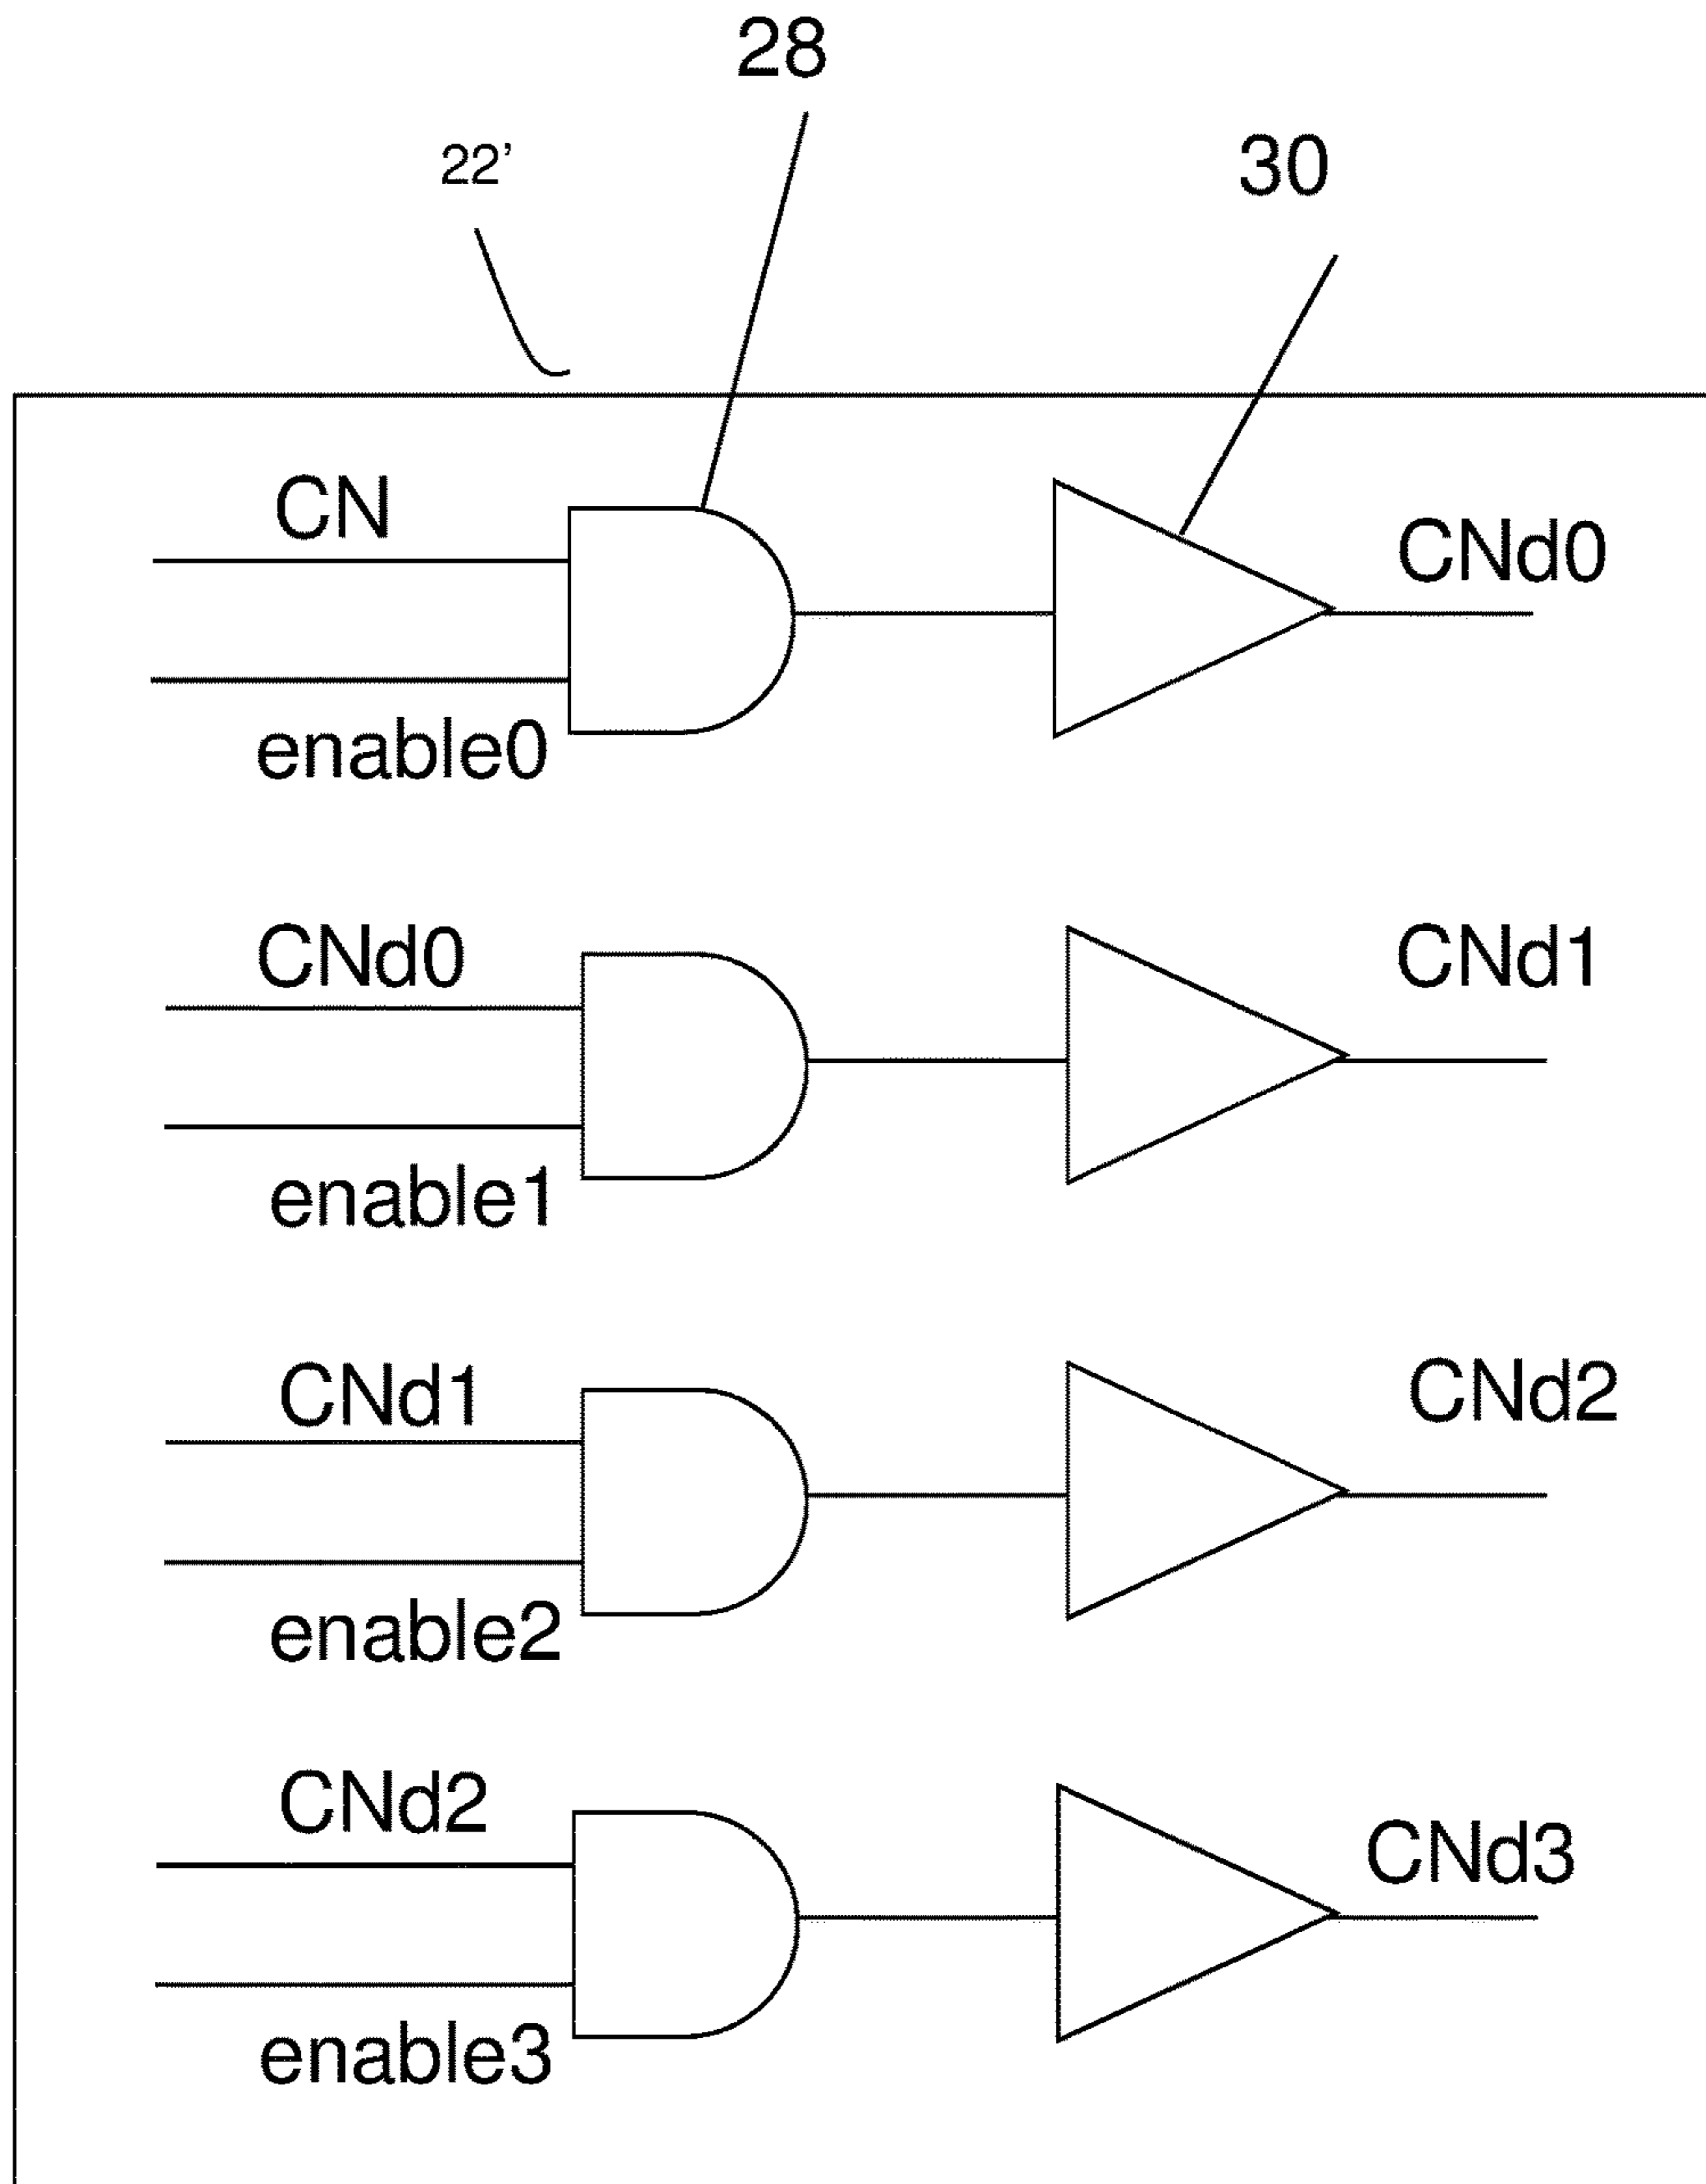 28
22’
30
CN
CNd0
enable0
CNd0
CNd1
enable1
CNd1
CNd2
enable2
CNd2
CNd3
enable3